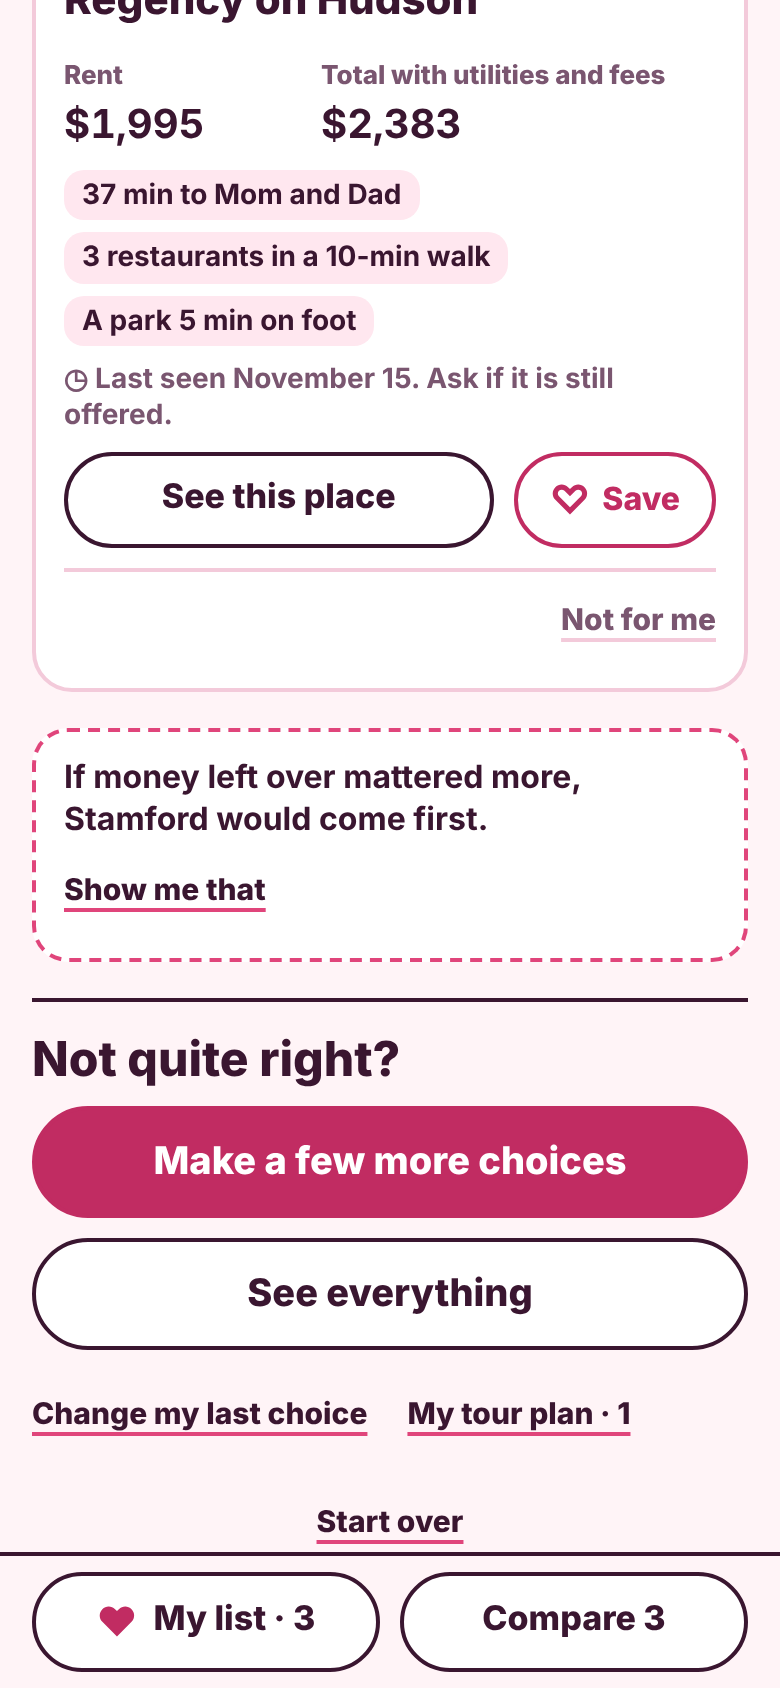 Regency on Hudson
Rent
Total with utilities and fees
$1,995
$2,383
37 min to Mom and Dad
3 restaurants in a 10-min walk
A park 5 min on foot
Last seen November 15. Ask if it is still
offered.
See this place
Save
Not for me
If money left over mattered more,
Stamford would come first.
Show me that
Not quite right?
Make a few more choices
See everything
Change my last choice
My tour plan · 1
Start over
My list · 3
Compare 3